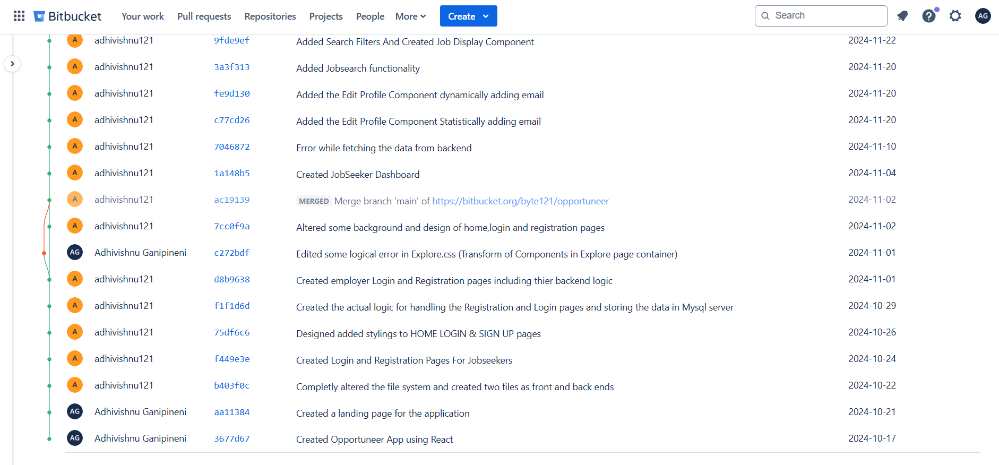 Bitbucket Your work Pull requests Repositories Projects People More Create Search AG
A adhivishnu121 9fde9ef Added Search Filters And Created Job Display Component 2024-11-22
A adhivishnu121 3a3f313 Added Jobsearch functionality 2024-11-20
A adhivishnu121 fe9d130 Added the Edit Profile Component dynamically adding email 2024-11-20
A adhivishnu121 c77cd26 Added the Edit Profile Component Statistically adding email 2024-11-20
A adhivishnu121 7046872 Error while fetching the data from backend 2024-11-10
A adhivishnu121 1a148b5 Created JobSeeker Dashboard 2024-11-04
A adhivishnu121 ac19139 MERGED Merge branch 'main' of https://bitbucket.org/byte121/opportuneer 2024-11-02
A adhivishnu121 7cc0f9a Altered some background and design of home,login and registration pages 2024-11-02
AG Adhivishnu Ganipineni c272bdf Edited some logical error in Explore.css (Transform of Components in Explore page container) 2024-11-01
A adhivishnu121 d8b9638 Created employer Login and Registration pages including thier backend logic 2024-11-01
A adhivishnu121 f1f1d6d Created the actual logic for handling the Registration and Login pages and storing the data in Mysql server 2024-10-29
A adhivishnu121 75df6c6 Designed added stylings to HOME LOGIN & SIGN UP pages 2024-10-26
A adhivishnu121 f449e3e Created Login and Registration Pages For Jobseekers 2024-10-24
A adhivishnu121 b403f0c Completly altered the file system and created two files as front and back ends 2024-10-22
AG Adhivishnu Ganipineni aa11384 Created a landing page for the application 2024-10-21
AG Adhivishnu Ganipineni 3677d67 Created Opportuneer App using React 2024-10-17